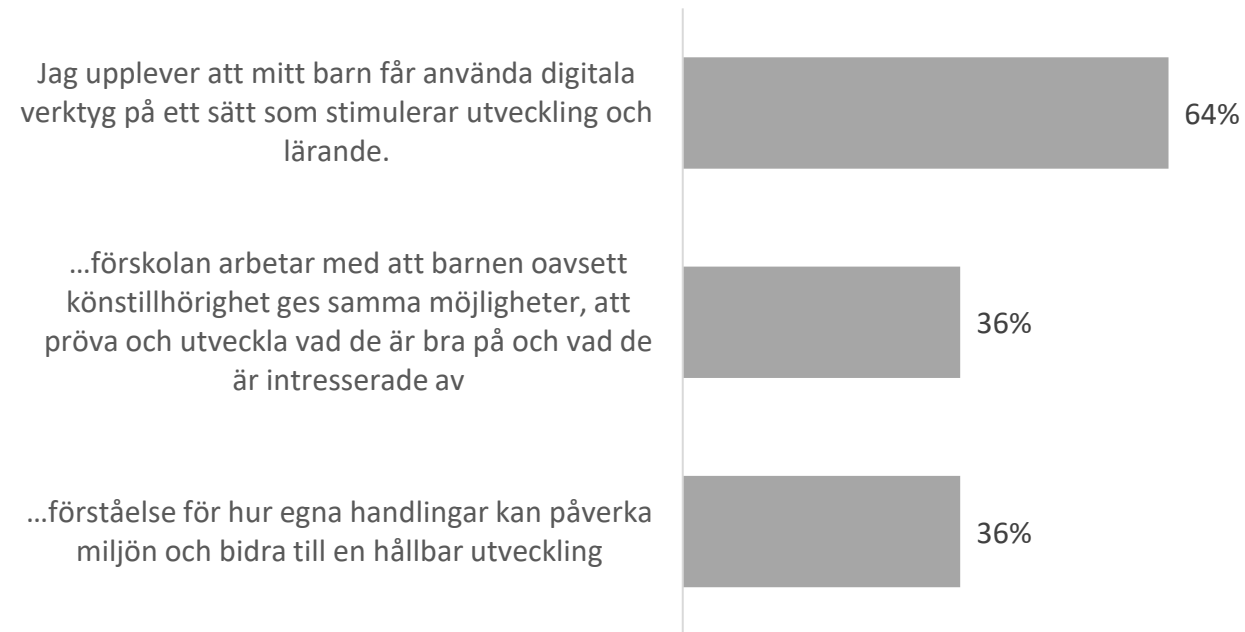 Jag upplever att mitt barn får använda digitala
verktyg på ett sätt som stimulerar utveckling och
lärande.
64%
…förskolan arbetar med att barnen oavsett
könstillhörighet ges samma möjligheter, att
pröva och utveckla vad de är bra på och vad de
är intresserade av
36%
…förståelse för hur egna handlingar kan påverka
miljön och bidra till en hållbar utveckling
36%